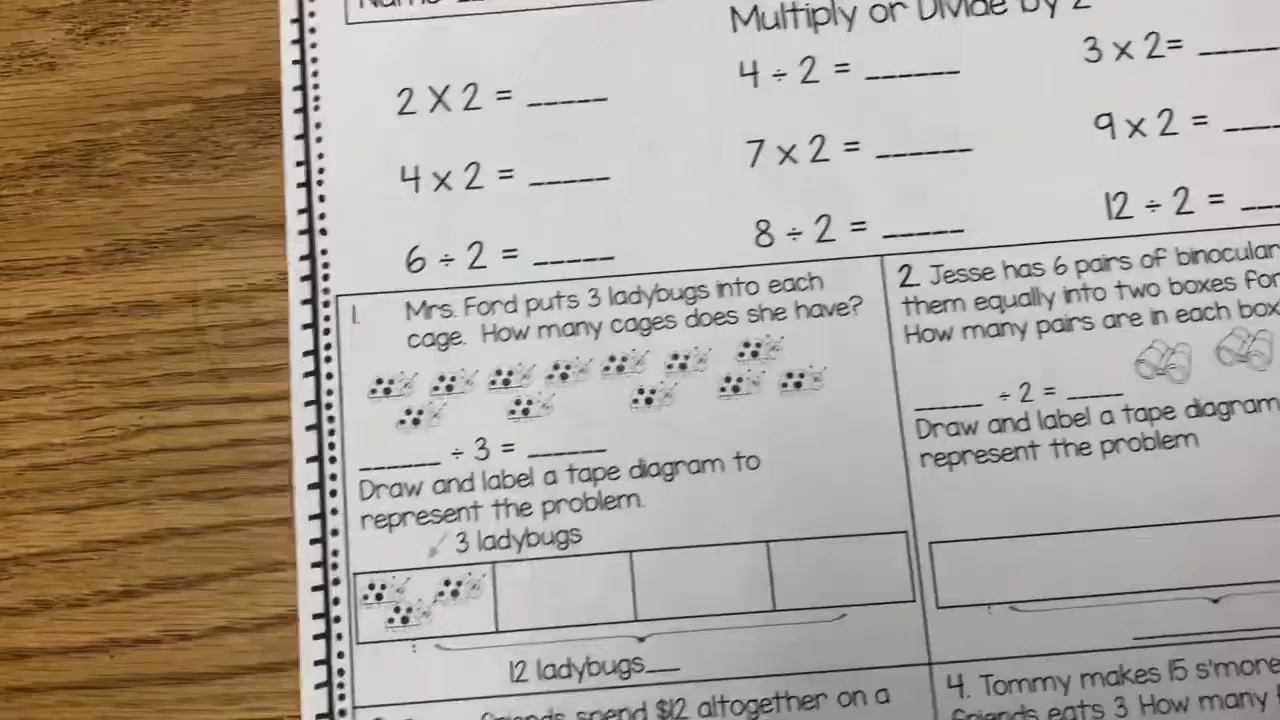 Multiply or Divide by 2
2 x 2 = _____
4 ÷ 2 = ______
3 x 2= _____
4 x 2 = _____
7 x 2 = ______
9 x 2 = ___
6 ÷ 2 = _____
8 ÷ 2 = _____
12 ÷ 2 = ___
1. Mrs. Ford puts 3 ladybugs into each
cage. How many cages does she have?
_____ ÷ 3 = _____
Draw and label a tape diagram to
represent the problem.
3 ladybugs
12 ladybugs__
2. Jesse has 6 pairs of binocular
them equally into two boxes for
How many pairs are in each box
_____ ÷ 2 = ____
Draw and label a tape diagram
represent the problem
spend $12 altogether on a
4. Tommy makes 15 s'more
friends eats 3 How many